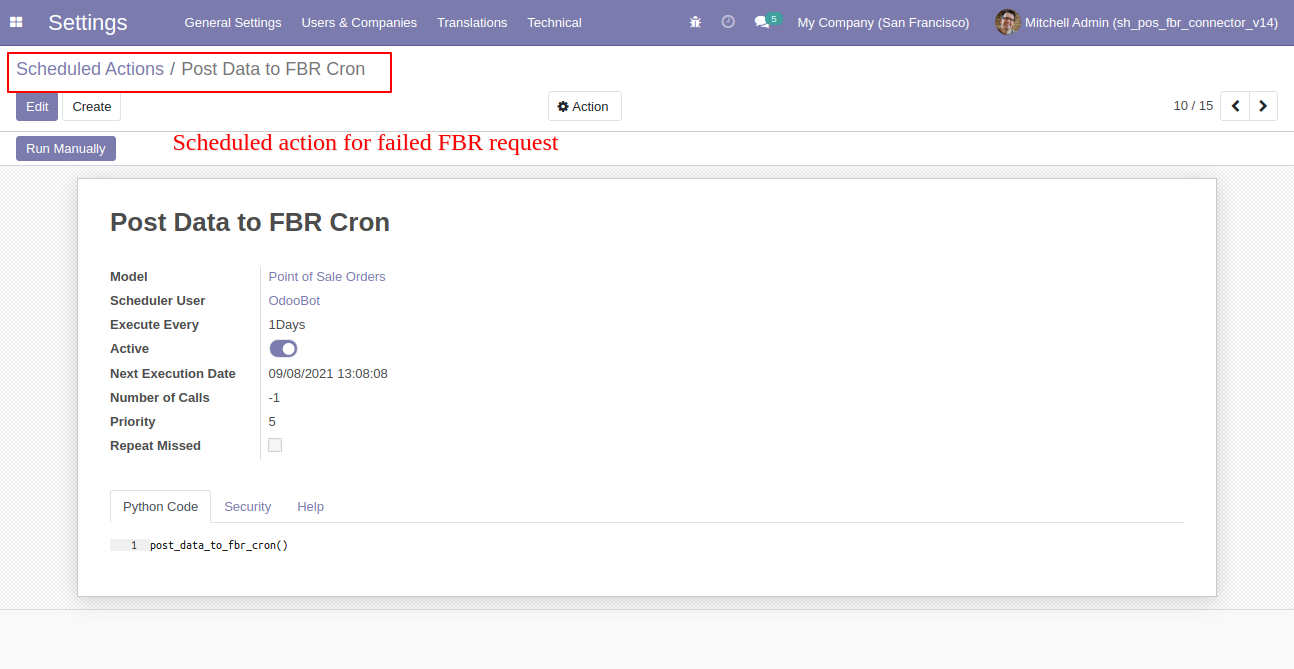 Settings General Settings Users & Companies Translations Technical 5 My Company (San Francisco) Mitchell Admin (sh_pos_fbr_connector_v14)
Scheduled Actions / Post Data to FBR Cron
Edit Create Action 10 / 15
Run Manually Scheduled action for failed FBR request
Post Data to FBR Cron
Model Point of Sale Orders
Scheduler User OdooBot
Execute Every 1Days
Active
Next Execution Date 09/08/2021 13:08:08
Number of Calls -1
Priority 5
Repeat Missed
Python Code Security Help
1 post_data_to_fbr_cron()